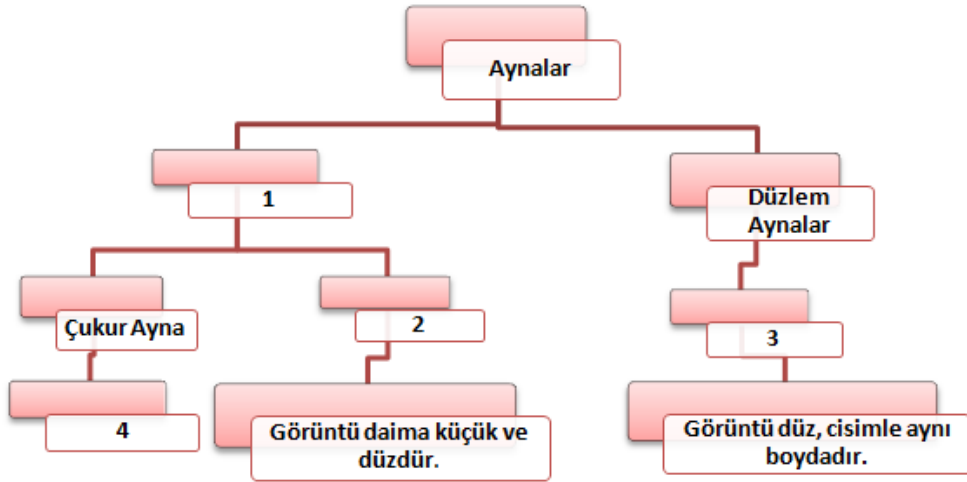 Aynalar
1
Düzlem
Aynalar
Çukur Ayna
2
3
4
Görüntü daima küçük ve
düzdür.
Görüntü düz, cisimle aynı
boydadır.